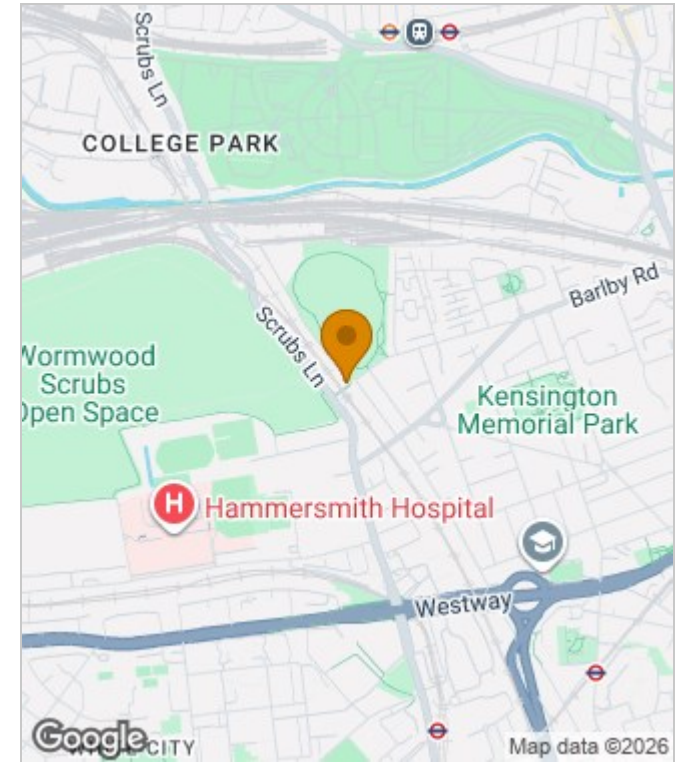 Scrubs Ln
COLLEGE PARK
Barlby Rd
Scrubs Ln
Wormwood
Scrubs
Open Space
Kensington
Memorial Park
H
Hammersmith Hospital
Westway
Google
CITY
Map data ©2026